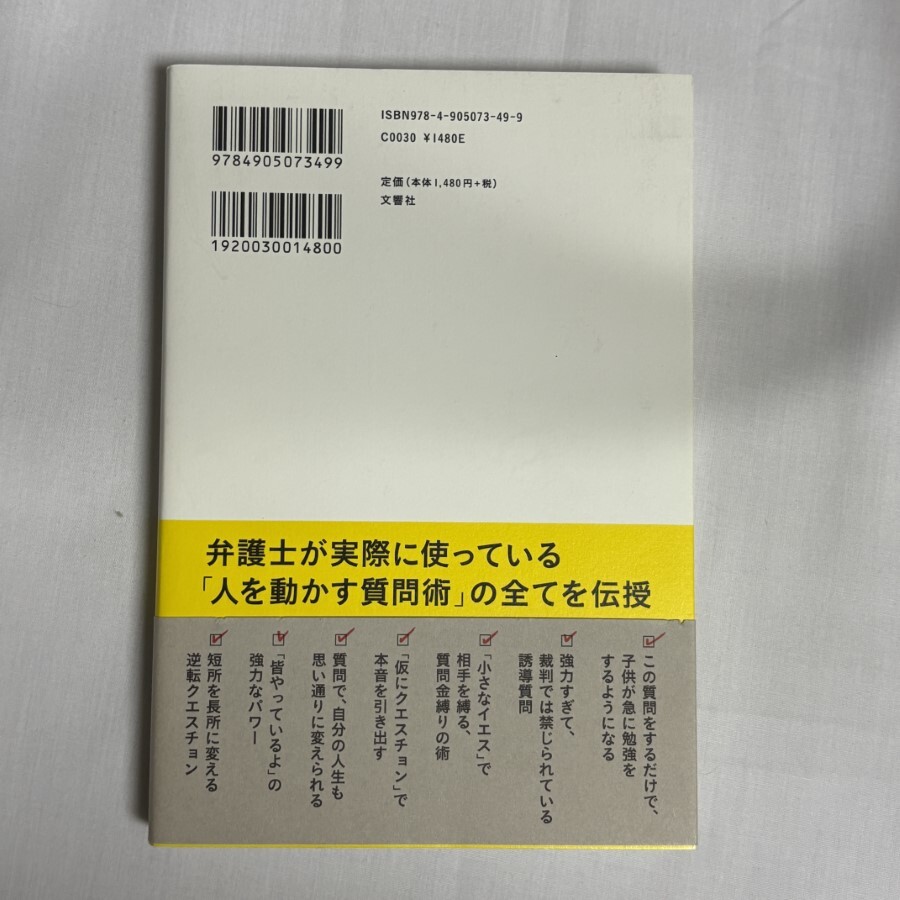 ISBN978-4-905073-49-9
C0030 ¥1480E
9784905073499
定価(本体1,480円+税)
文響社
1920030014800
弁護士が実際に使っている
「人を動かす質問術」の全てを伝授
この質問をするだけで、
子供が急に勉強を
するようになる
強力すぎて、
裁判では禁じられている
誘導質問
「小さなイエス」で
相手を縛る、
質問金縛りの術
「仮にクエスチョン」で
本音を引き出す
質問で、自分の人生も
思い通りに変えられる
「皆やっているよ」の
強力なパワー
短所を長所に変える
逆転クエスチョン